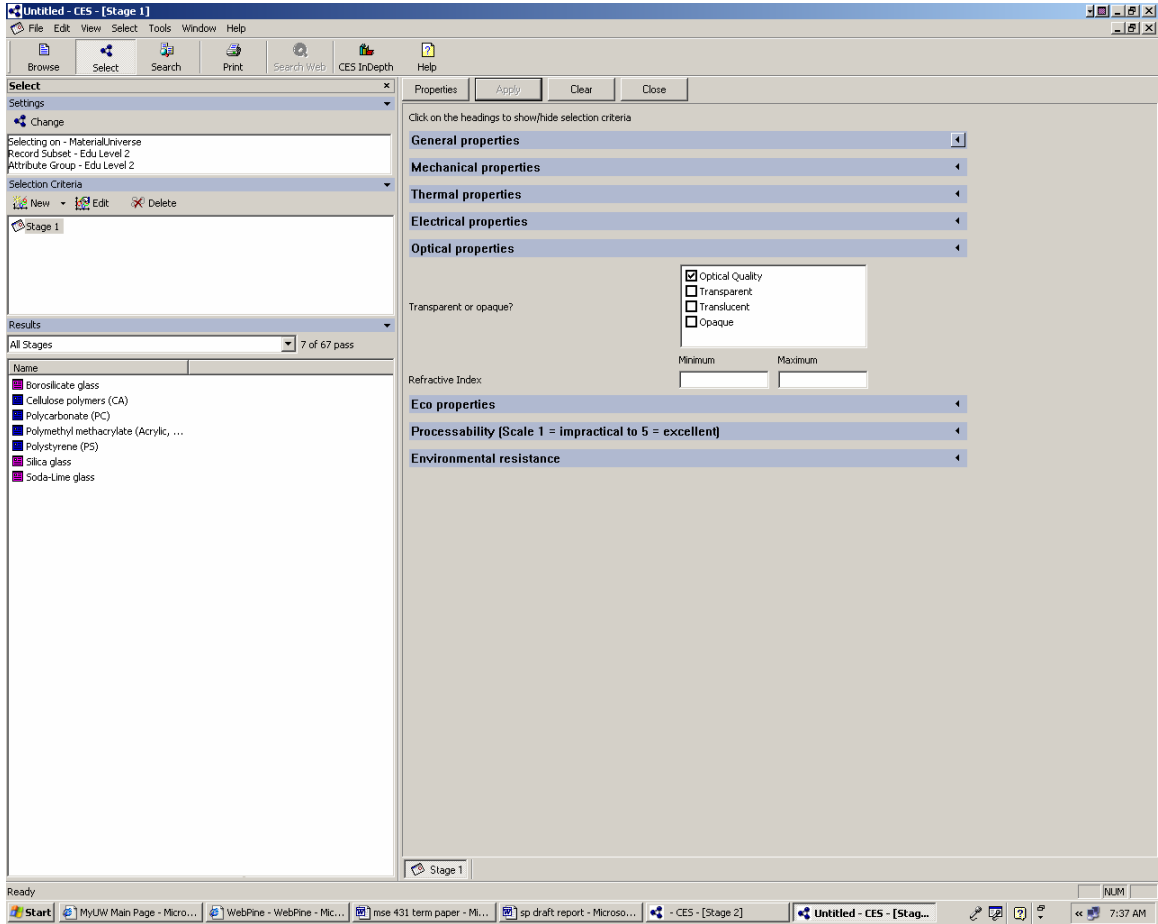 Untitled - CES - [Stage 1]
File Edit View Select Tools Window Help
Browse Select Search Print Search Web CES InDepth Help
Select
Settings
Change
Selecting on - MaterialUniverse
Record Subset - Edu Level 2
Attribute Group - Edu Level 2
Selection Criteria
New Edit Delete
Stage 1
Results
All Stages 7 of 67 pass
Name
Borosilicate glass
Cellulose polymers (CA)
Polycarbonate (PC)
Polymethyl methacrylate (Acrylic, ...
Polystyrene (PS)
Silica glass
Soda-Lime glass
Properties Apply Clear Close
Click on the headings to show/hide selection criteria
General properties
Mechanical properties
Thermal properties
Electrical properties
Optical properties
Transparent or opaque?
Optical Quality
Transparent
Translucent
Opaque
Minimum Maximum
Refractive Index
Eco properties
Processability (Scale 1 = impractical to 5 = excellent)
Environmental resistance
Stage 1
Ready NUM
Start MyUW Main Page - Micro... WebPine - WebPine - Mic... mse 431 term paper - Mi... sp draft report - Microso... - CES - [Stage 2] Untitled - CES - [Stag... 7:37 AM